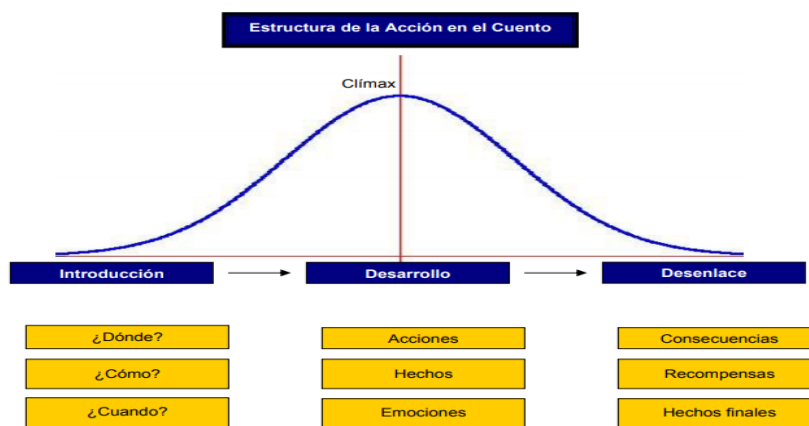 Estructura de la Acción en el Cuento
Clímax
Introducción
Desarrollo
Desenlace
¿Dónde?
Acciones
Consecuencias
¿Cómo?
Hechos
Recompensas
¿Cuando?
Emociones
Hechos finales